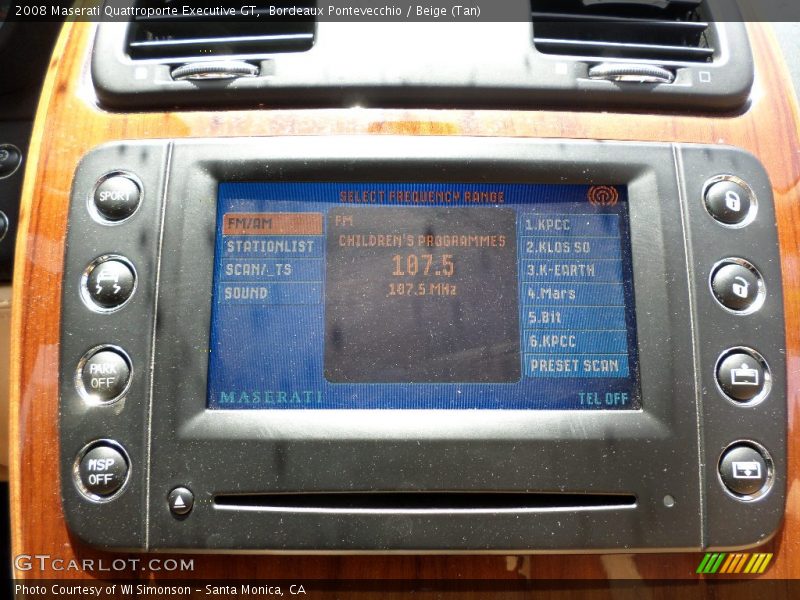 2008 Maserati Quattroporte Executive GT, Bordeaux Pontevecchio / Beige (Tan)
SPORT
PARK
OFF
MSP
OFF
SELECT FREQUENCY RANGE
FM/AM
STATIONLIST
SCAN/_TS
SOUND
FM
CHILDREN'S PROGRAMMES
107.5
107.5 MHz
1.KPCC
2.KLOS SO
3.K-EARTH
4.Mars
5.Bit
6.KPCC
PRESET SCAN
MASERATI
TEL OFF
GTCARLOT.COM
Photo Courtesy of WI Simonson - Santa Monica, CA